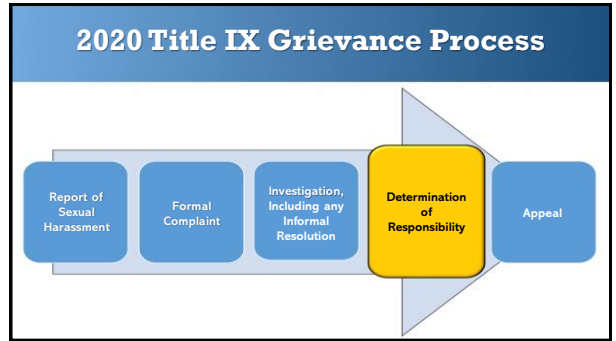 2020 Title IX Grievance Process
Report of
Sexual
Harassment
Formal
Complaint
Investigation,
Including any
Informal
Resolution
Determination
of
Responsibility
Appeal